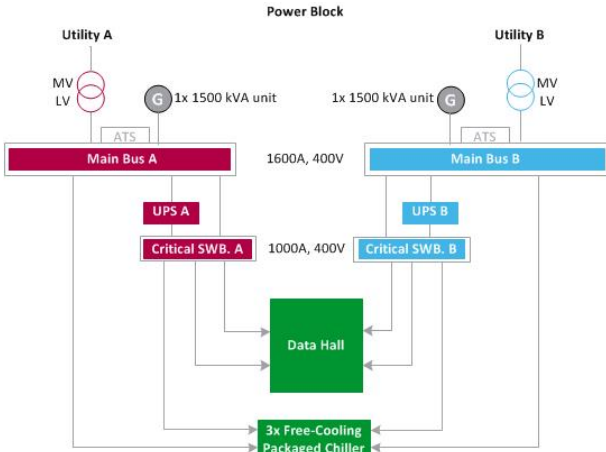 Power Block
Utility A
Utility B
MV
LV
G
1x 1500 kVA unit
1x 1500 kVA unit
G
MV
LV
ATS
ATS
Main Bus A
1600A, 400V
Main Bus B
UPS A
UPS B
Critical SWB. A
1000A, 400V
Critical SWB. B
Data Hall
3x Free-Cooling
Packaged Chiller